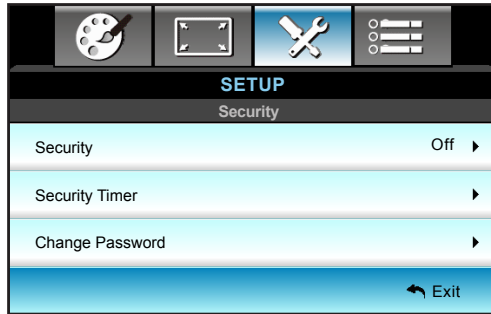 SETUP
Security
Security Off
Security Timer
Change Password
Exit